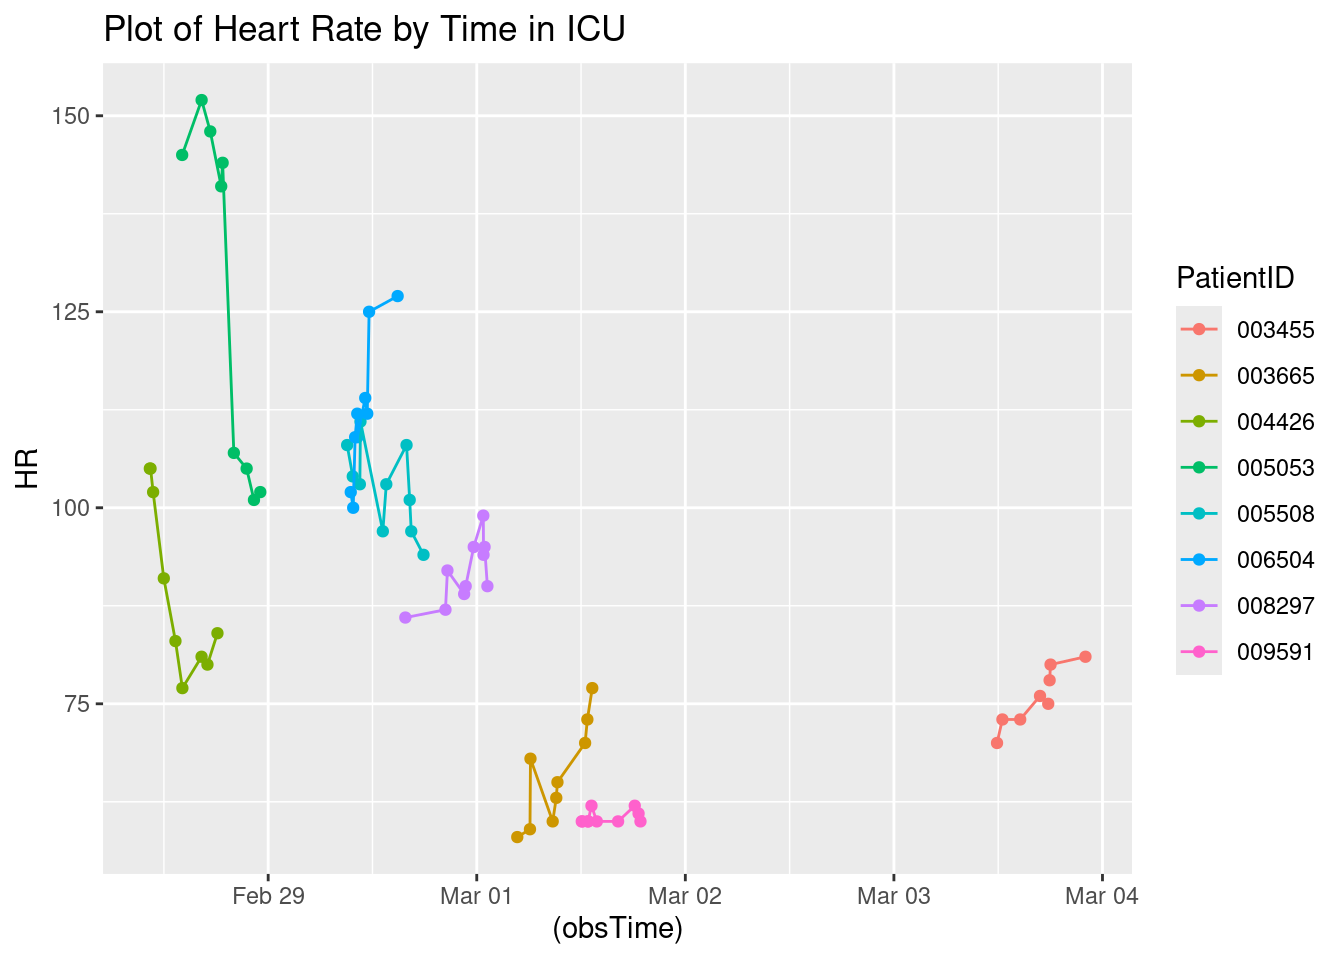 Plot of Heart Rate by Time in ICU
150
125
100
75
HR
Feb 29
Mar 01
Mar 02
Mar 03
Mar 04
(obsTime)
PatientID
003455
003665
004426
005053
005508
006504
008297
009591